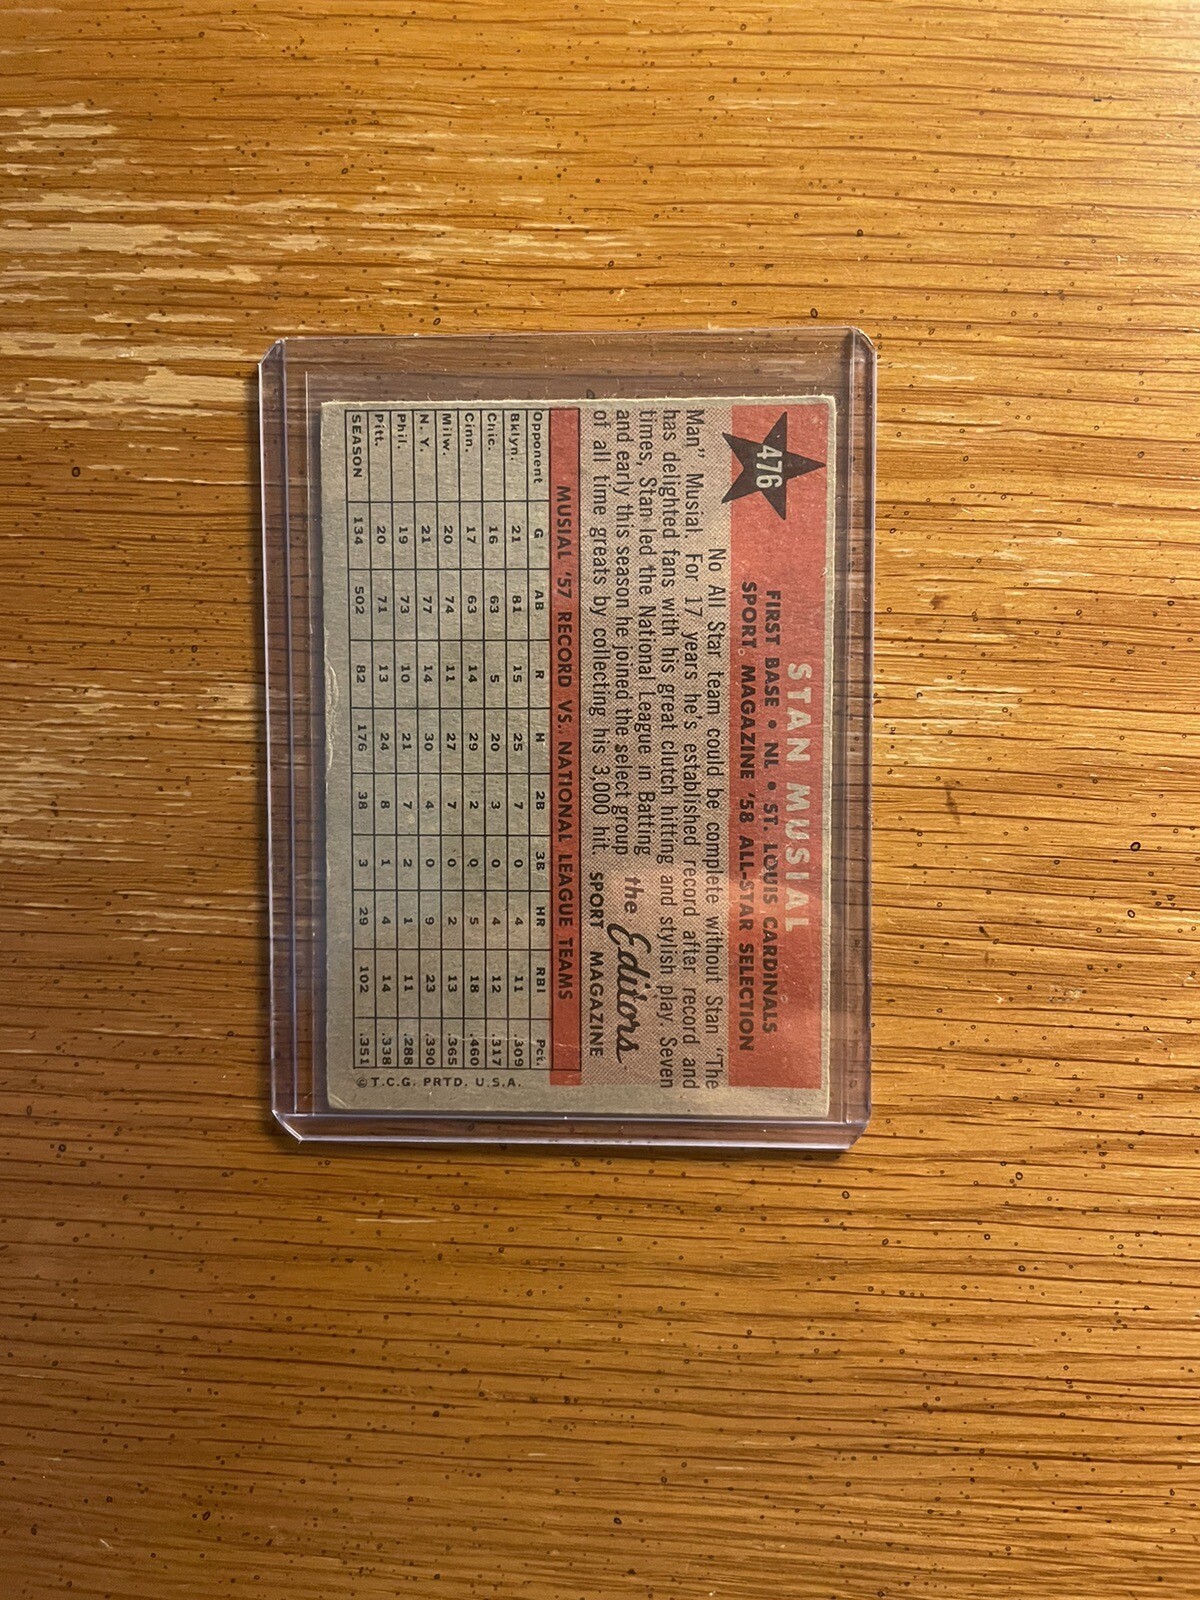 476
STAN MUSIAL
FIRST BASE • NL • ST. LOUIS CARDINALS
SPORT MAGAZINE '58 ALL-STAR SELECTION
No All Star team could be complete without Stan "The
Man" Musial. For 17 years he's established record after record and
has delighted fans with his great clutch hitting and stylish play. Seven
times, Stan led the National League in Batting
and early this season he joined the select group
of all time greats by collecting his 3,000 hit.
the Editors
SPORT MAGAZINE
MUSIAL '57 RECORD VS. NATIONAL LEAGUE TEAMS
Opponent G AB R H 2B 3B HR RBI Pct.
Bklyn. 21 81 15 25 7 0 4 11 .309
Chic. 16 63 5 20 3 0 4 12 .317
Cinn. 17 63 14 29 2 0 5 18 .460
Milw. 20 74 11 27 7 0 2 13 .365
N. Y. 21 77 14 30 4 0 9 23 .390
Phil. 19 73 10 21 7 2 1 11 .288
Pitt. 20 71 13 24 8 1 4 14 .338
SEASON 134 502 82 176 38 3 29 102 .351
© T.C.G. PRTD. U.S.A.